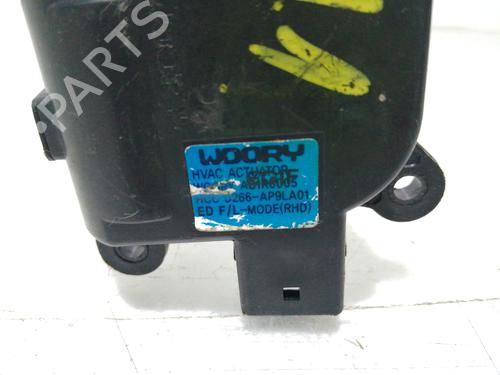 WOORY
HVAC ACTUATOR
HCC D266-AP9LA01
ED F/L-MODE(RHD)
B-PARTS